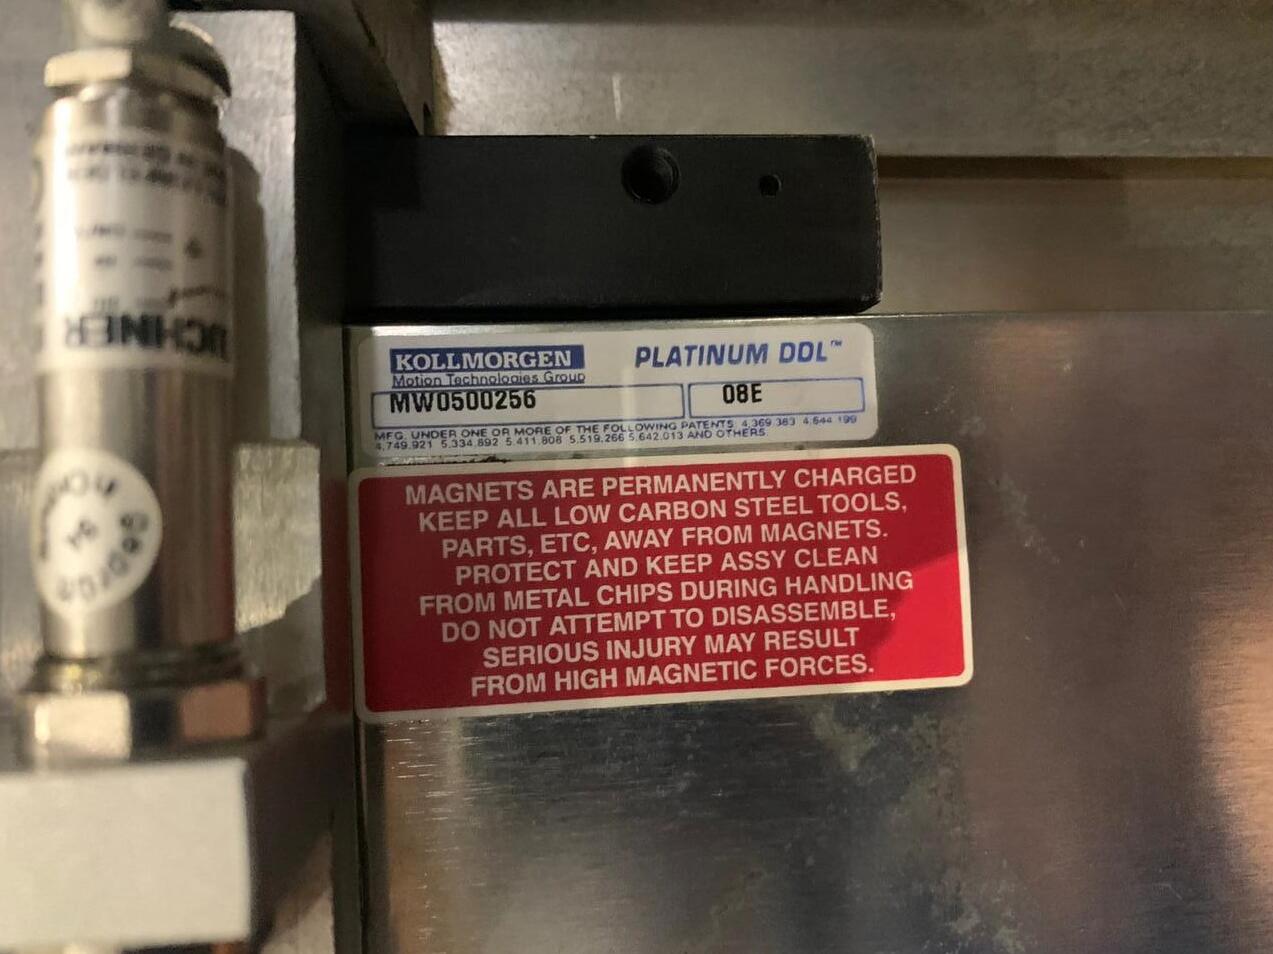 KOLLMORGEN
Motion Technologies Group
PLATINUM DDL™
MW0500256
08E
MFG. UNDER ONE OR MORE OF THE FOLLOWING PATENTS: 4,369,383 4,644,199
4,749,921 5,334,892 5,411,808 5,519,266 5,642,013 AND OTHERS.
MAGNETS ARE PERMANENTLY CHARGED
KEEP ALL LOW CARBON STEEL TOOLS,
PARTS, ETC, AWAY FROM MAGNETS.
PROTECT AND KEEP ASSY CLEAN
FROM METAL CHIPS DURING HANDLING
DO NOT ATTEMPT TO DISASSEMBLE,
SERIOUS INJURY MAY RESULT
FROM HIGH MAGNETIC FORCES.